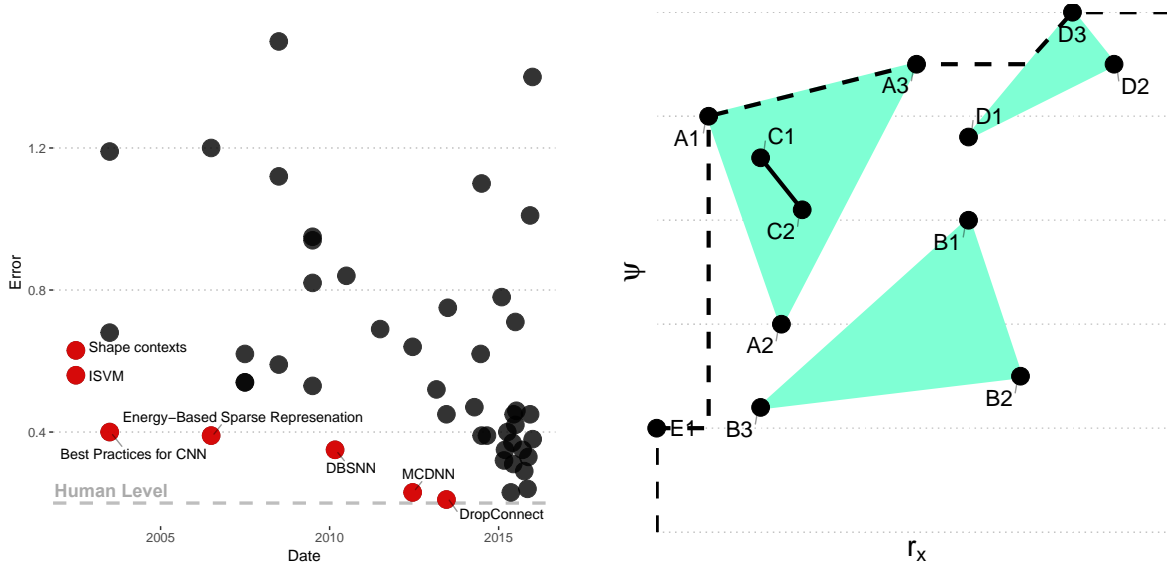 1.2
0.8
0.4
Error
Shape contexts
ISVM
Energy−Based Sparse Represenation
Best Practices for CNN
DBSNN
MCDNN
Human Level
DropConnect
2005
2010
2015
Date
D3
A3
D2
D1
A1
C1
C2
B1
ψ
A2
B2
E1
B3
r_x